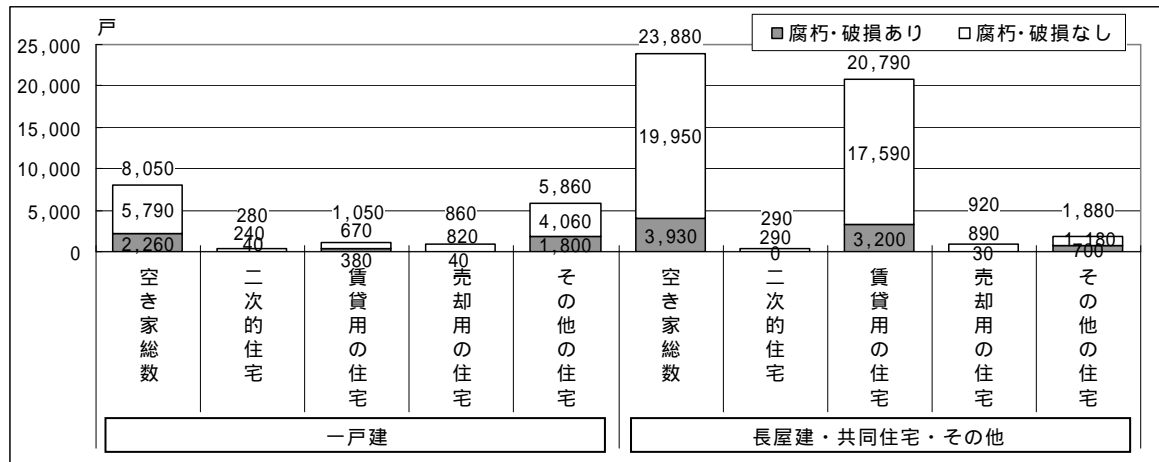 戸
■腐朽・破損あり □腐朽・破損なし
25,000
20,000
15,000
10,000
5,000
0
8,050
5,790
2,260
280
240
40
1,050
670
380
860
820
40
5,860
4,060
1,800
23,880
19,950
3,930
290
290
0
20,790
17,590
3,200
920
890
30
1,880
1,180
700
空き家総数
二次的住宅
賃貸用の住宅
売却用の住宅
その他の住宅
空き家総数
二次的住宅
賃貸用の住宅
売却用の住宅
その他の住宅
一戸建
長屋建・共同住宅・その他